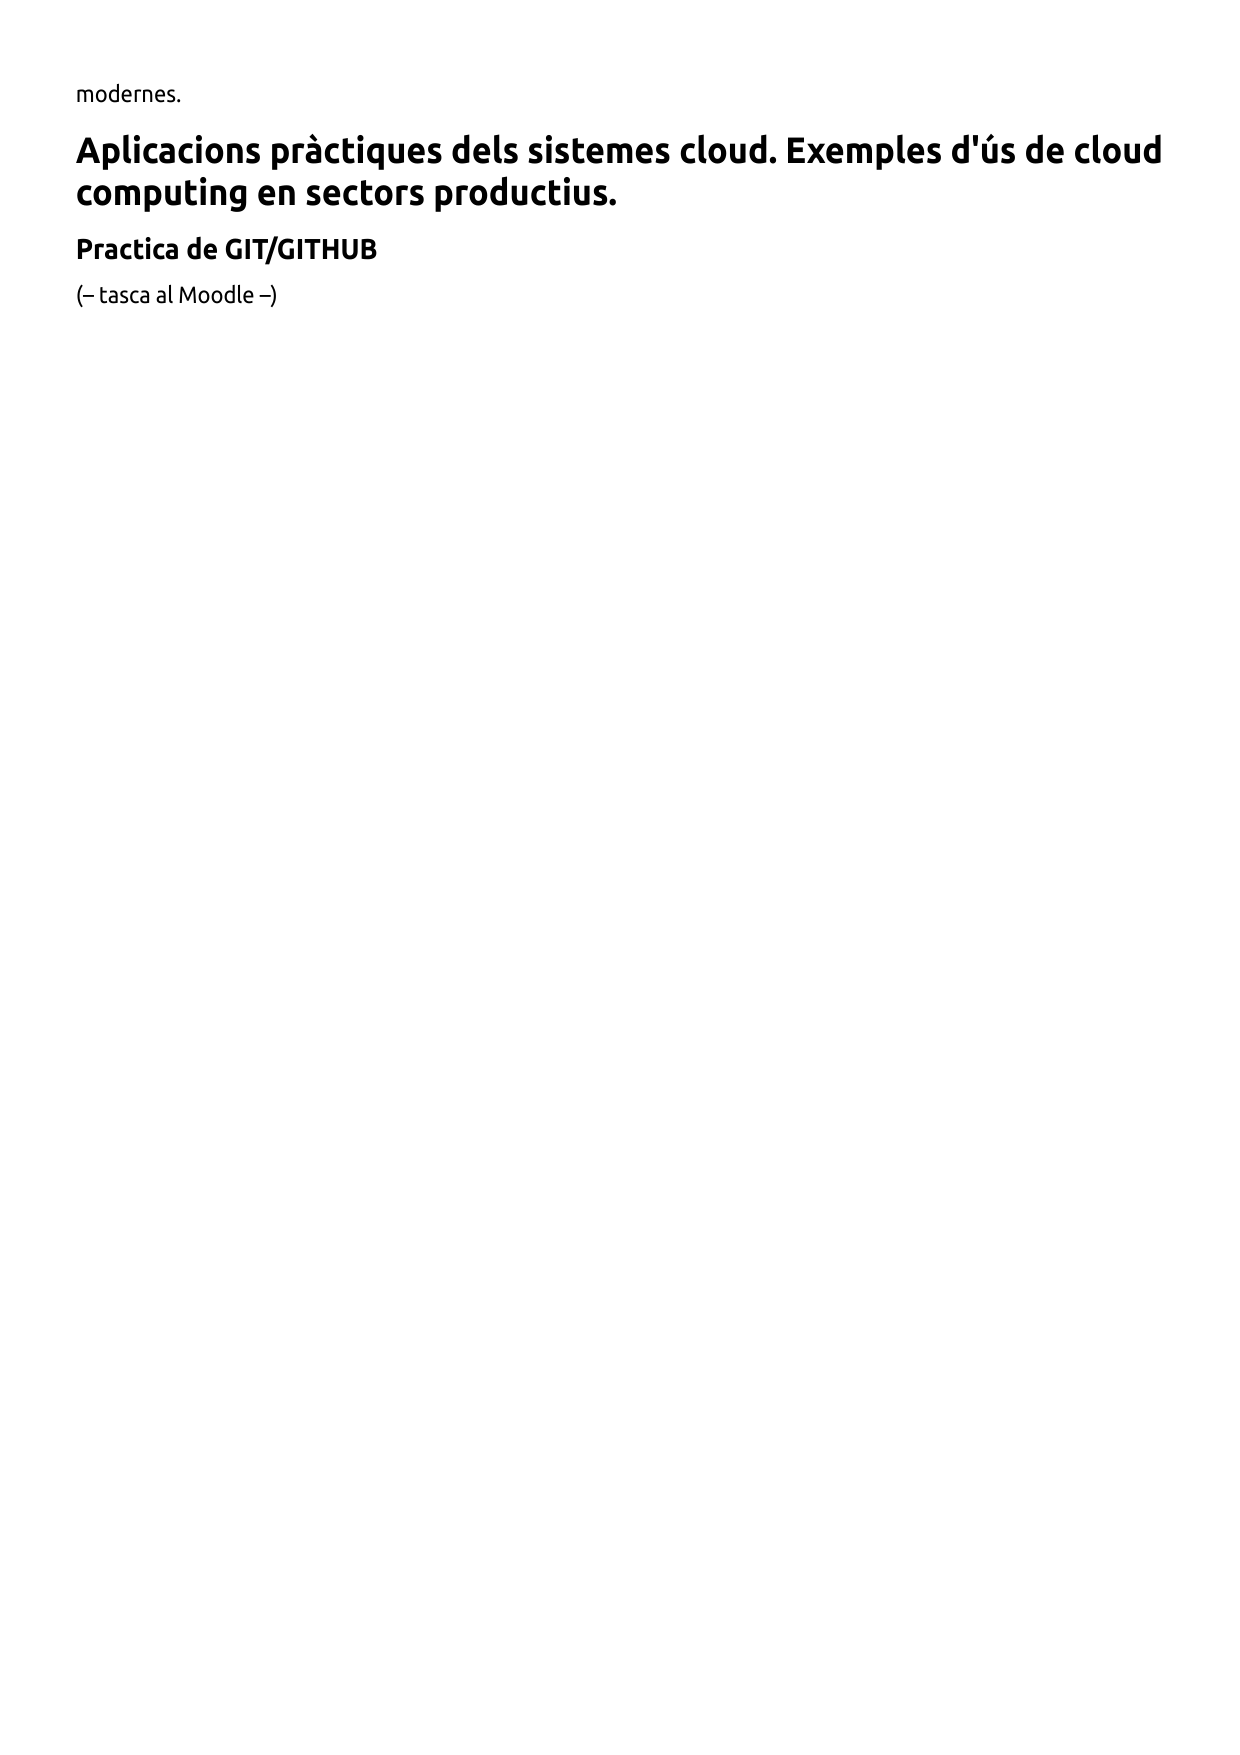 modernes.
Aplicacions pràctiques dels sistemes cloud. Exemples d'ús de cloud
computing en sectors productius.
Practica de GIT/GITHUB
(– tasca al Moodle –)